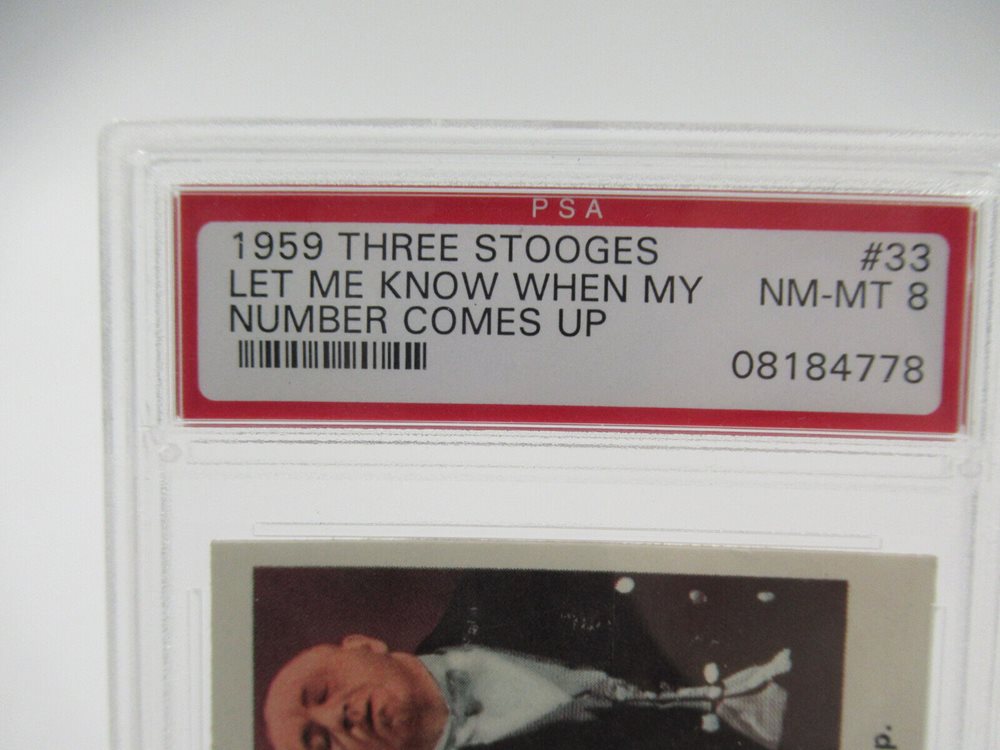 PSA
1959 THREE STOOGES #33
LET ME KNOW WHEN MY NM-MT 8
NUMBER COMES UP
08184778
p.